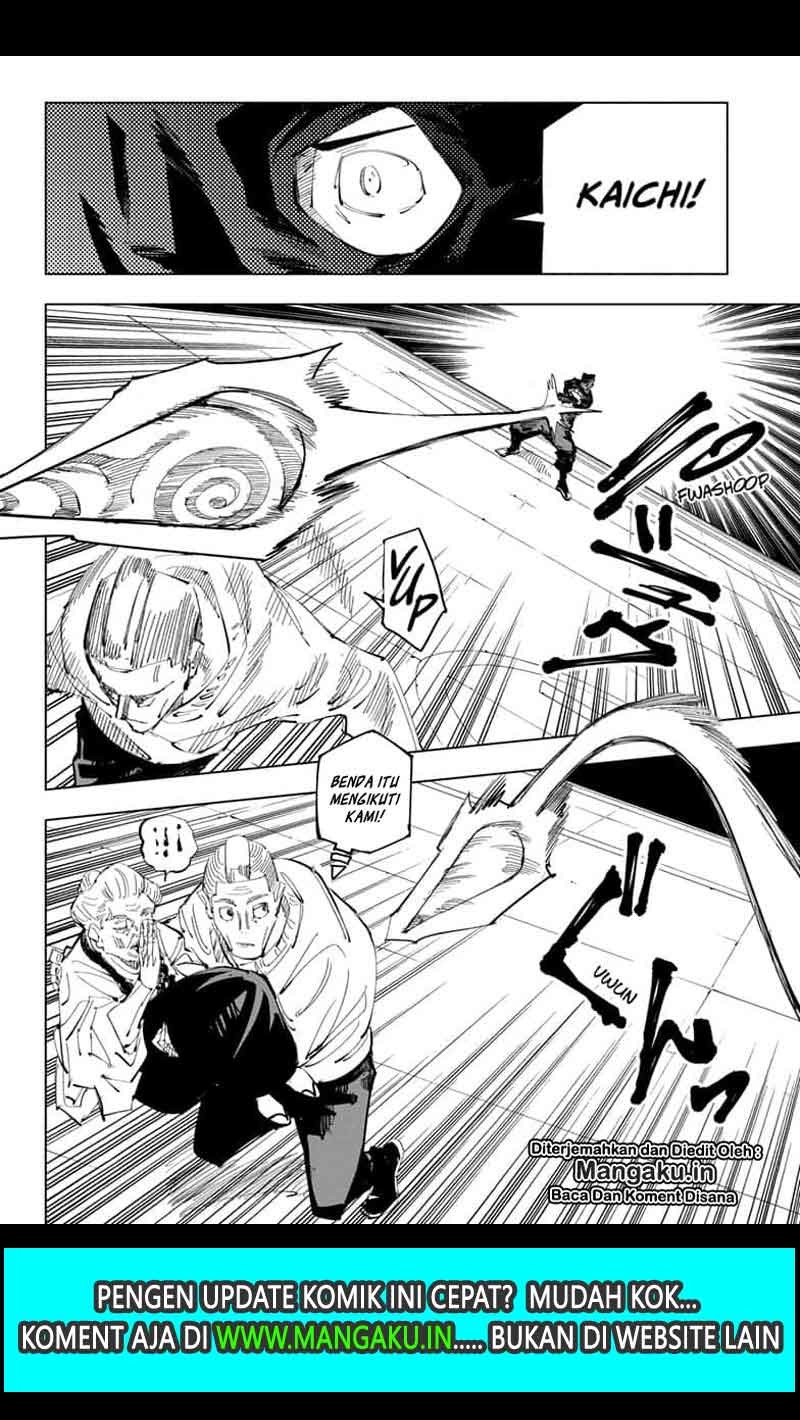 KAICHI!
FWASHOOP
VUP
BENDA ITU
MENGIKUTI
KAMI!
!!!
UWUN
Diterjemahkan dan Diedit Oleh :
Mangaku.in
Baca Dan Koment Disana
PENGEN UPDATE KOMIK INI CEPAT? MUDAH KOK...
KOMENT AJA DI WWW.MANGAKU.IN..... BUKAN DI WEBSITE LAIN